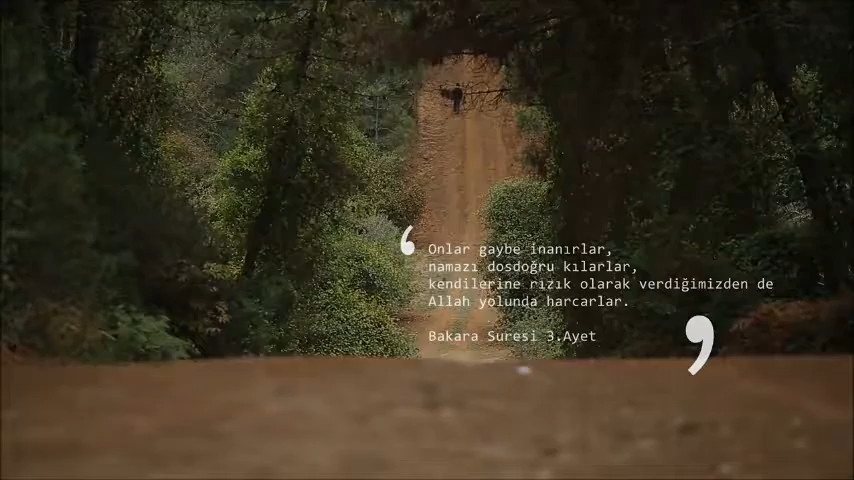 Onlar gaybe inanırlar,
namazı dosdoğru kılarlar,
kendilerine rızık olarak verdiğimizden de
Allah yolunda harcarlar.
Bakara Suresi 3.Ayet